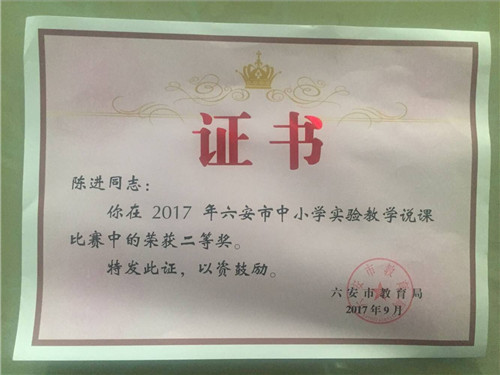 证书
陈进同志：
你在 2017 年六安市中小学实验教学说课
比赛中的荣获二等奖。
特发此证，以资鼓励。
六安市教育局
2017年9月